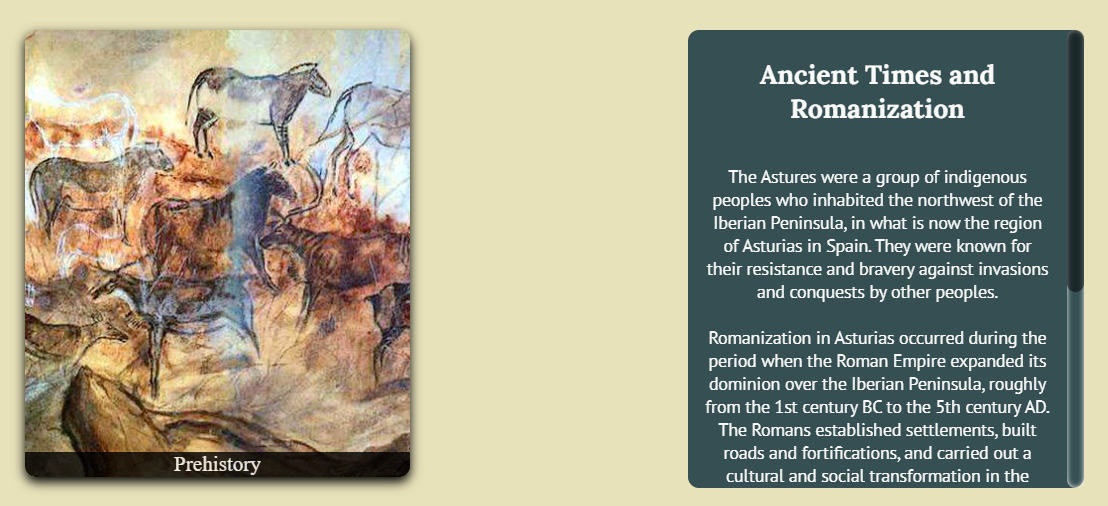 Prehistory
Ancient Times and
Romanization
The Astures were a group of indigenous
peoples who inhabited the northwest of the
Iberian Peninsula, in what is now the region
of Asturias in Spain. They were known for
their resistance and bravery against invasions
and conquests by other peoples.
Romanization in Asturias occurred during the
period when the Roman Empire expanded its
dominion over the Iberian Peninsula, roughly
from the 1st century BC to the 5th century AD.
The Romans established settlements, built
roads and fortifications, and carried out a
cultural and social transformation in the